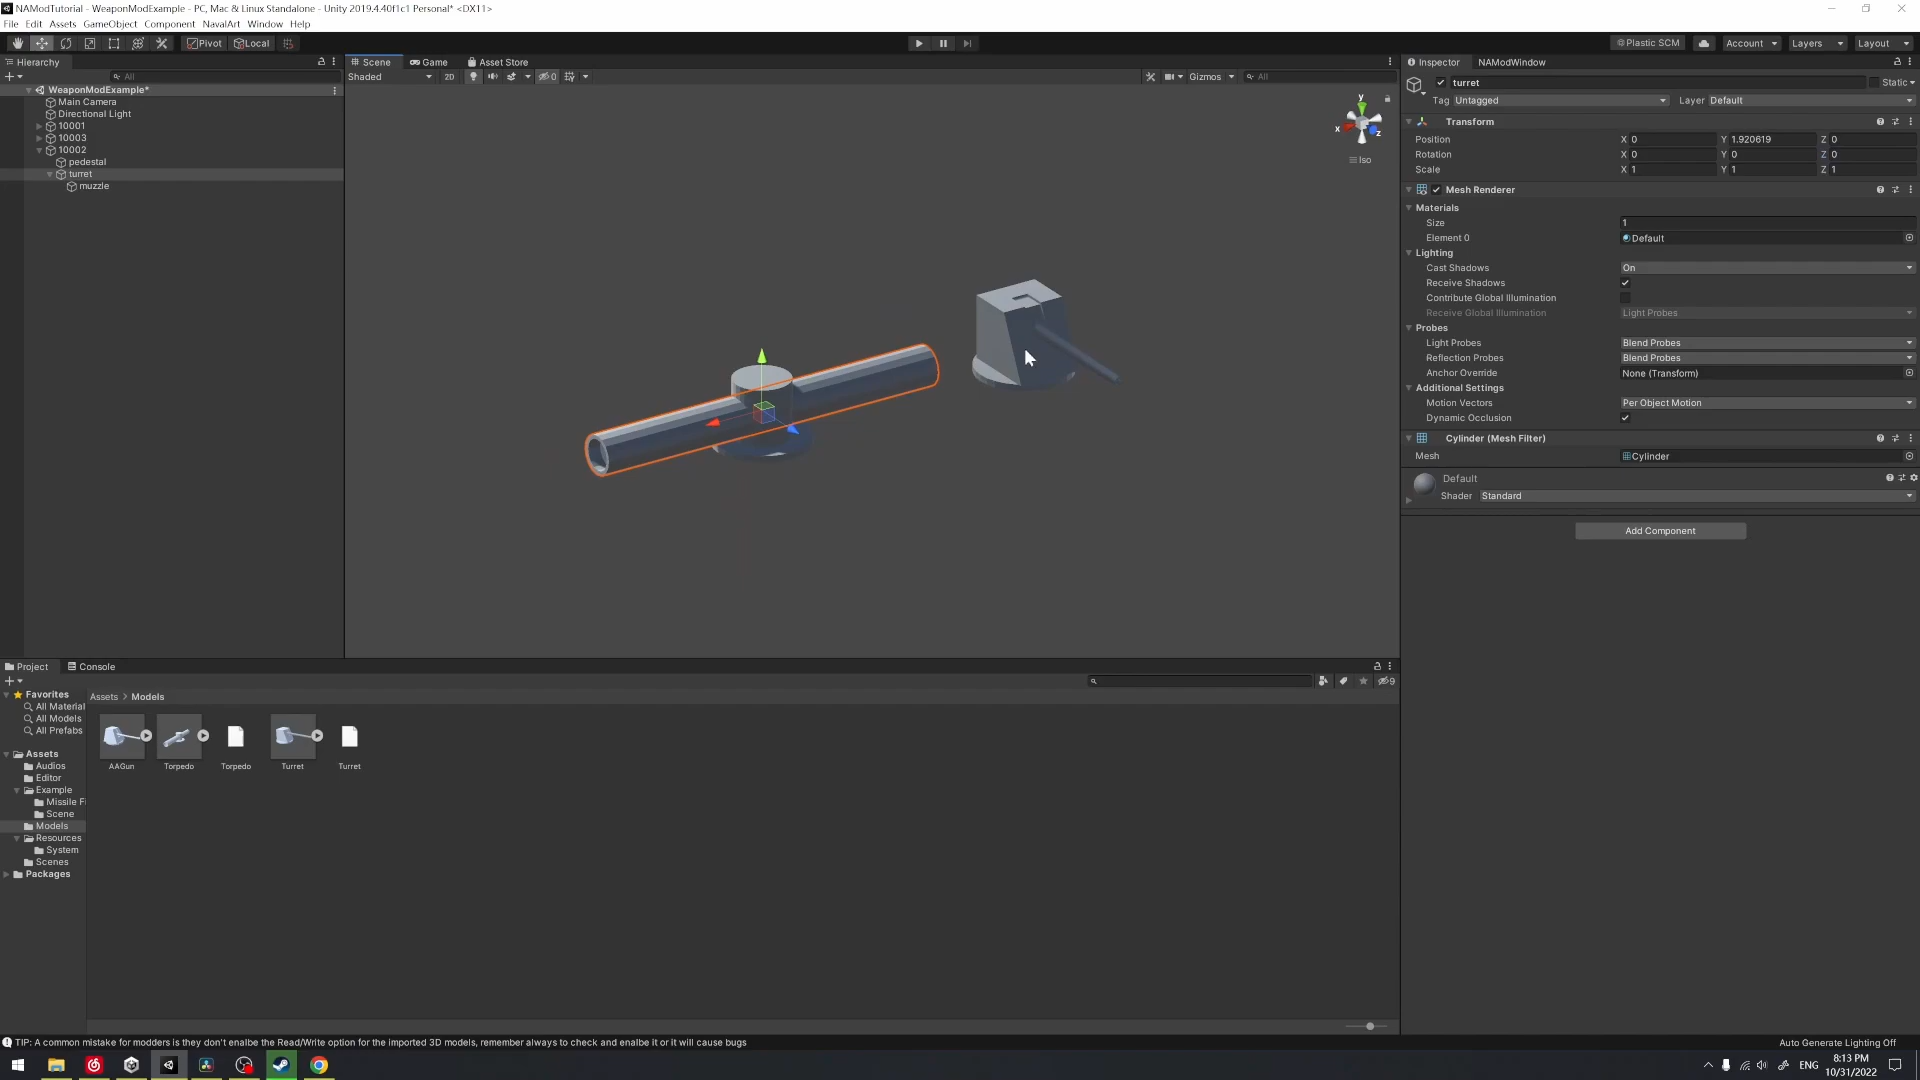 NAModTutorial - WeaponModExample - PC, Mac & Linux Standalone - Unity 2019.4.40f1c1 Personal* <DX11>
File Edit Assets GameObject Component NavalArt Window Help
Pivot Local Plastic SCM Account Layers Layout
Hierarchy Scene Game Asset Store Inspector NAModWindow
All Shaded 2D 0 Gizmos All turret Static
WeaponModExample*
Main Camera
Directional Light
10001
10003
10002
pedestal
turret
muzzle
y
x z
Iso
Tag Untagged Layer Default
Transform
Position X 0 Y 1.920619 Z 0
Rotation X 0 Y 0 Z 0
Scale X 1 Y 1 Z 1
Mesh Renderer
Materials
Size 1
Element 0 Default
Lighting
Cast Shadows On
Receive Shadows
Contribute Global Illumination
Receive Global Illumination Light Probes
Probes
Light Probes Blend Probes
Reflection Probes Blend Probes
Anchor Override None (Transform)
Additional Settings
Motion Vectors Per Object Motion
Dynamic Occlusion
Cylinder (Mesh Filter)
Mesh Cylinder
Default
Shader Standard
Add Component
Project Console
9
Favorites
All Material
All Models
All Prefabs
Assets
Audios
Editor
Example
Missile Fi
Scene
Models
Resources
System
Scenes
Packages
Assets > Models
AAGun Torpedo Torpedo Turret Turret
TIP: A common mistake for modders is they don't enalbe the Read/Write option for the imported 3D models, remember always to check and enalbe it or it will cause bugs
Auto Generate Lighting Off
ENG 8:13 PM
10/31/2022